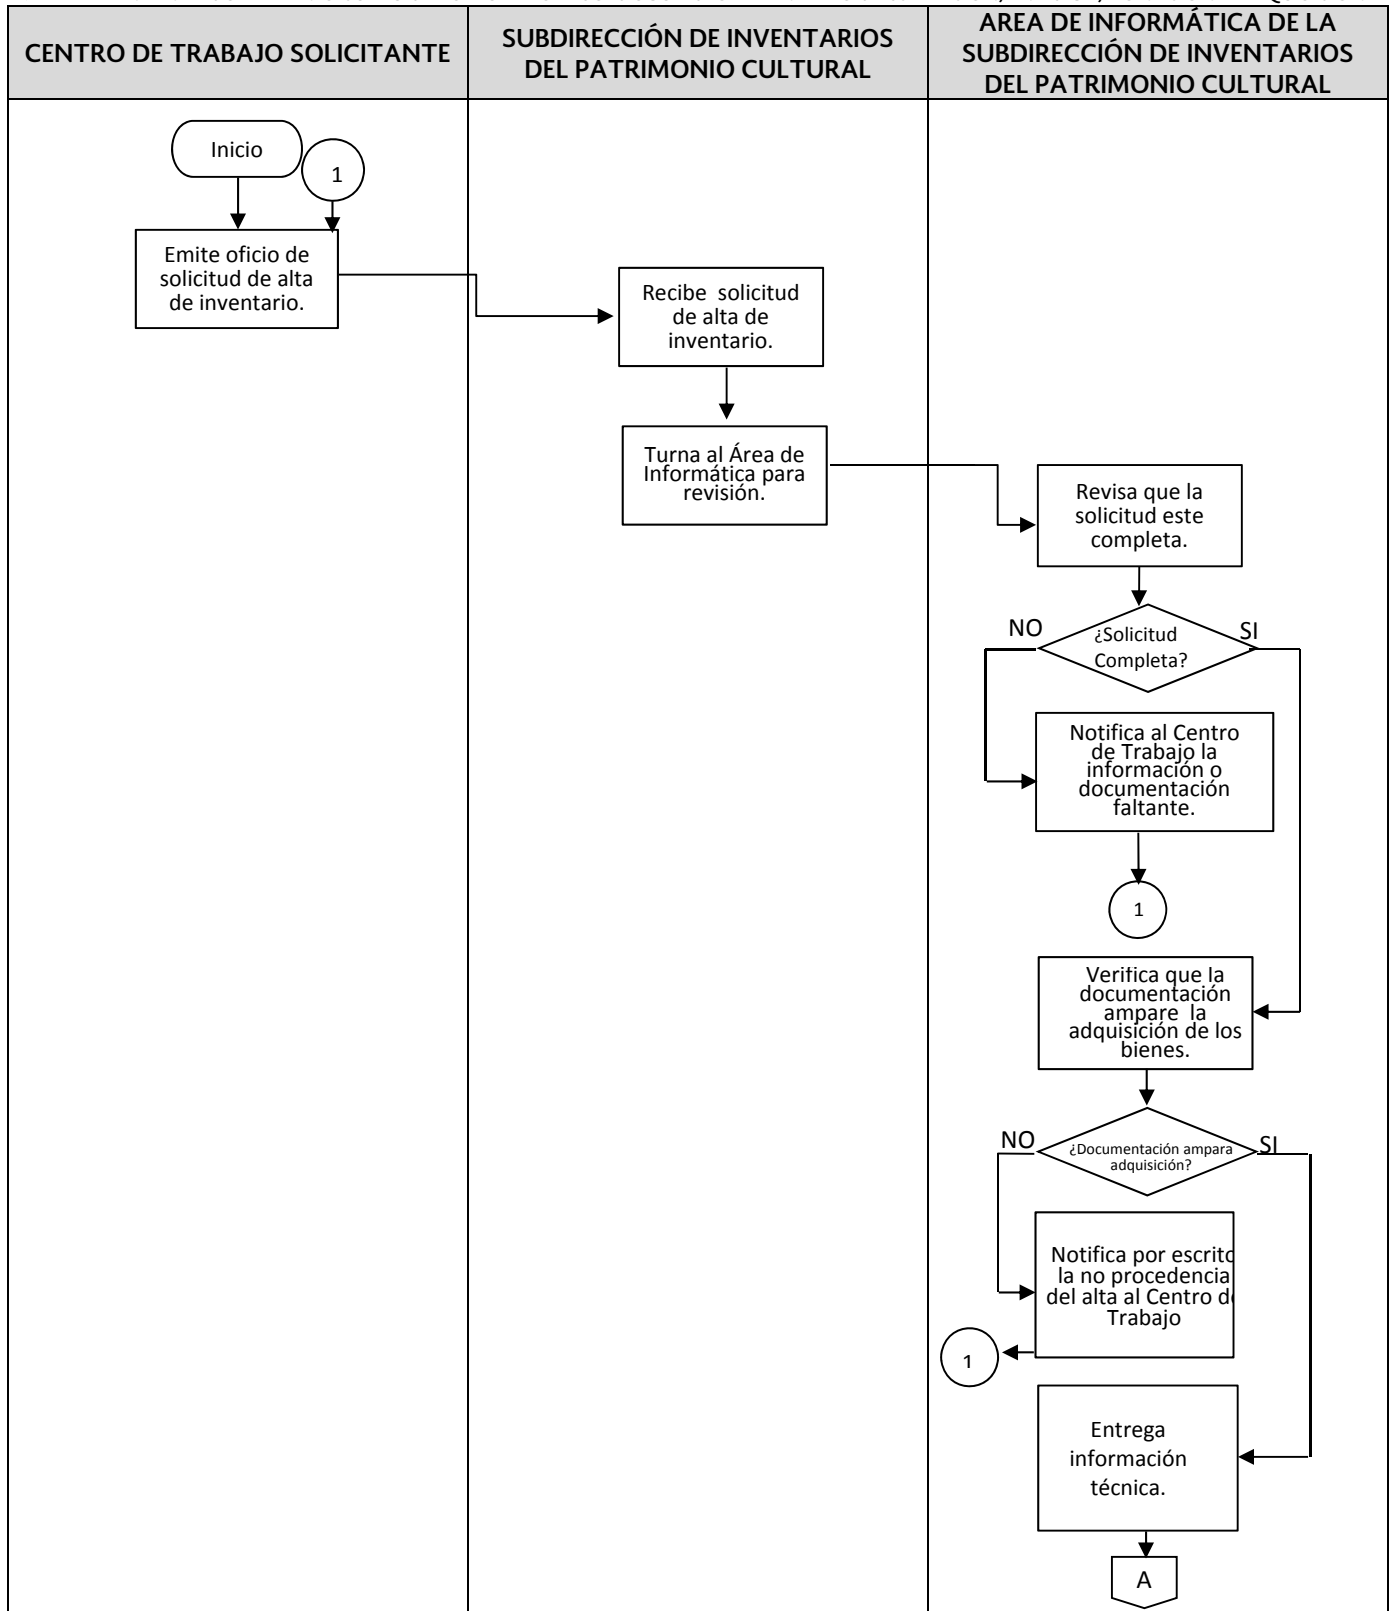 CENTRO DE TRABAJO SOLICITANTE
SUBDIRECCIÓN DE INVENTARIOS
DEL PATRIMONIO CULTURAL
AREA DE INFORMÁTICA DE LA
SUBDIRECCIÓN DE INVENTARIOS
DEL PATRIMONIO CULTURAL
Inicio
1
Emite oficio de
solicitud de alta
de inventario.
Recibe solicitud
de alta de
inventario.
Turna al Área de
Informática para
revisión.
Revisa que la
solicitud este
completa.
NO
¿Solicitud
Completa?
SI
Notifica al Centro
de Trabajo la
información o
documentación
faltante.
1
Verifica que la
documentación
ampare la
adquisición de los
bienes.
NO
¿Documentación ampara
adquisición?
SI
Notifica por escrito
la no procedencia
del alta al Centro de
Trabajo
1
Entrega
información
técnica.
A